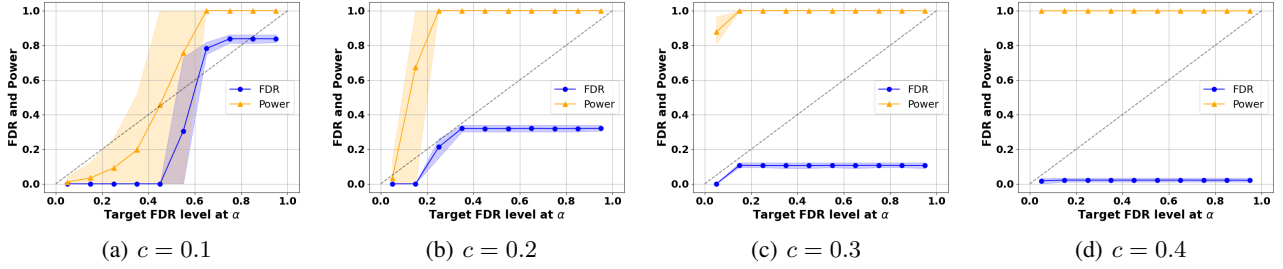 FDR and Power
1.0
0.8
0.6
0.4
0.2
0.0
FDR
Power
0.0 0.2 0.4 0.6 0.8 1.0
Target FDR level at α
(a) c = 0.1
FDR and Power
1.0
0.8
0.6
0.4
0.2
0.0
FDR
Power
0.0 0.2 0.4 0.6 0.8 1.0
Target FDR level at α
(b) c = 0.2
FDR and Power
1.0
0.8
0.6
0.4
0.2
0.0
FDR
Power
0.0 0.2 0.4 0.6 0.8 1.0
Target FDR level at α
(c) c = 0.3
FDR and Power
1.0
0.8
0.6
0.4
0.2
0.0
FDR
Power
0.0 0.2 0.4 0.6 0.8 1.0
Target FDR level at α
(d) c = 0.4